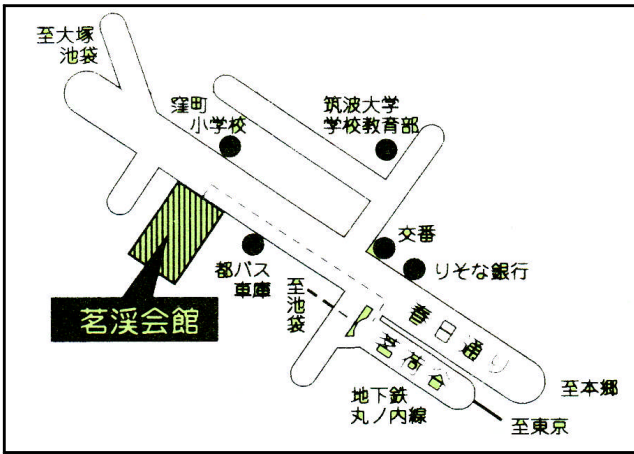 至大塚
池袋
窪町
小学校
筑波大学
学校教育部
交番
りそな銀行
都バス
車庫
至池袋
茗渓会館
春日通り
茗荷谷
地下鉄
丸ノ内線
至本郷
至東京